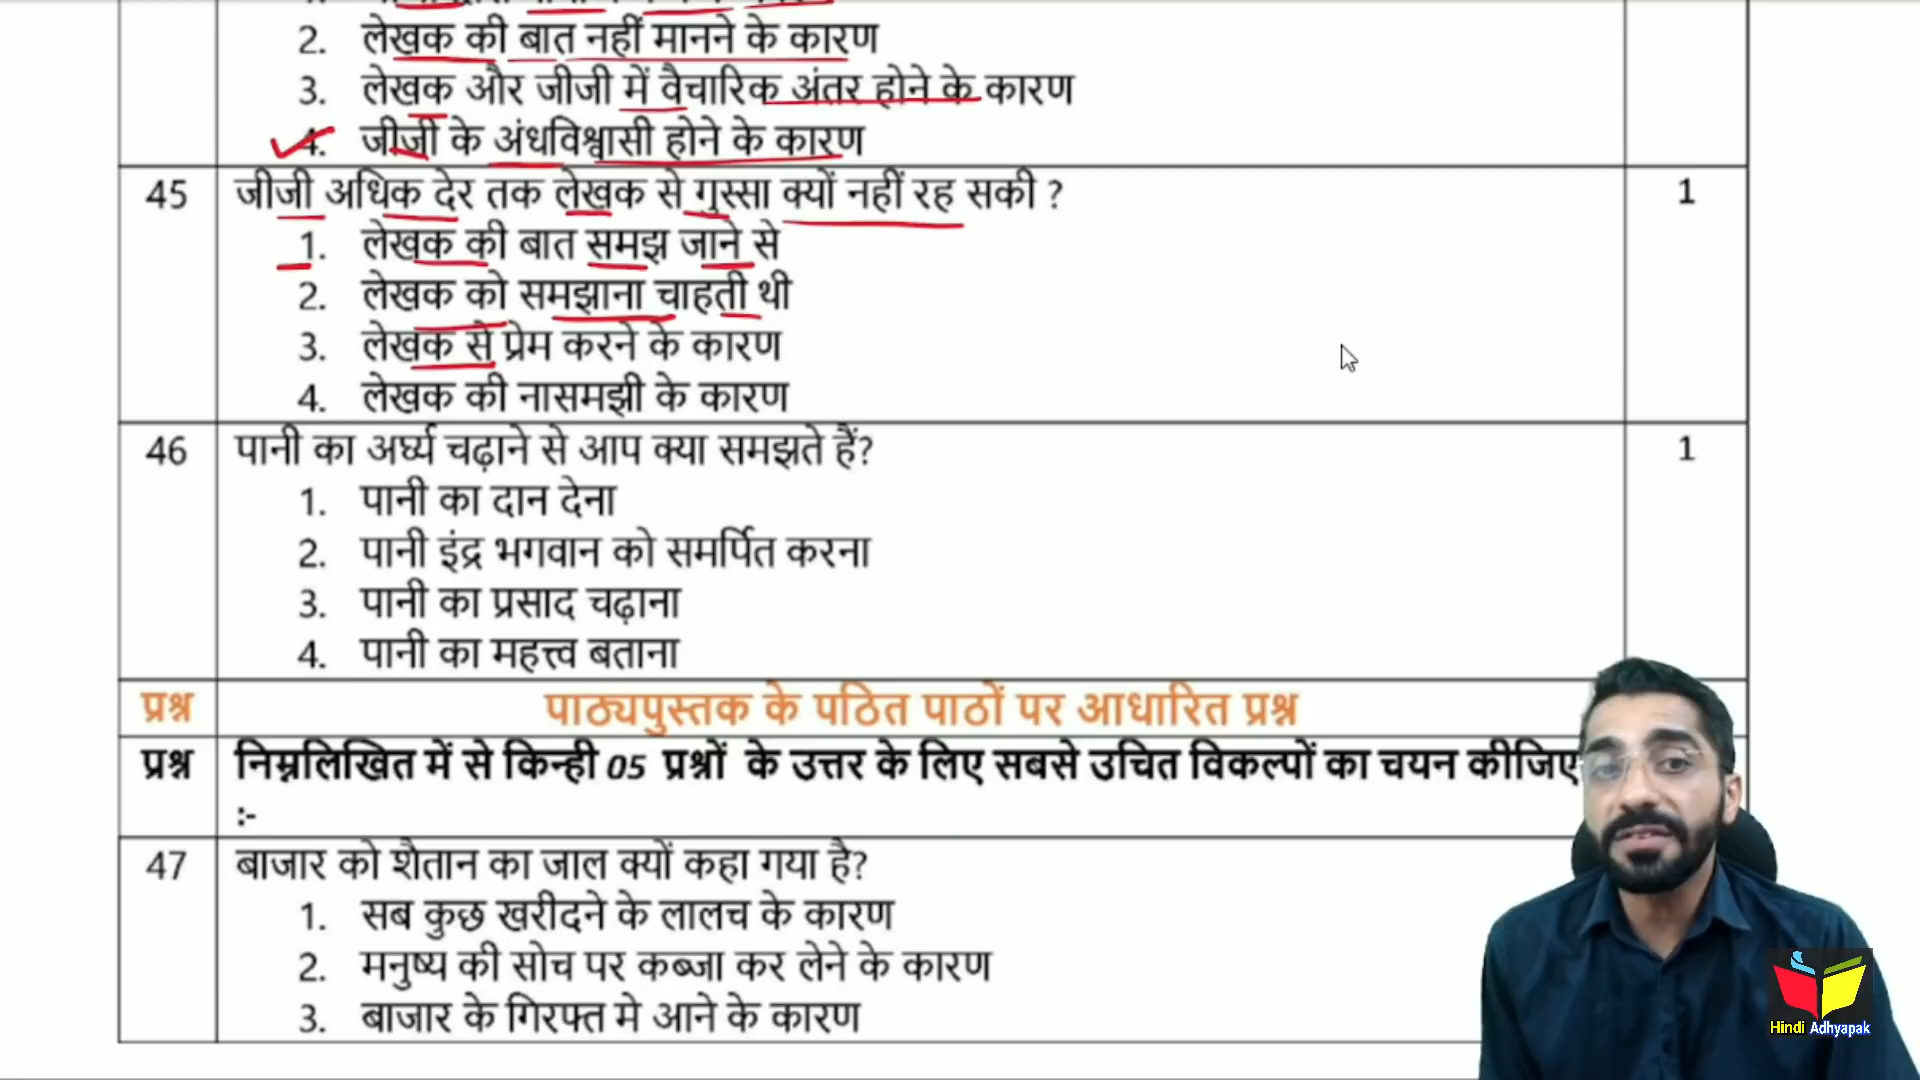 2. लेखक की बात नहीं मानने के कारण
3. लेखक और जीजी में वैचारिक अंतर होने के कारण
4. जीजी के अंधविश्वासी होने के कारण
45 जीजी अधिक देर तक लेखक से गुस्सा क्यों नहीं रह सकी ? 1
1. लेखक की बात समझ जाने से
2. लेखक को समझाना चाहती थी
3. लेखक से प्रेम करने के कारण
4. लेखक की नासमझी के कारण
46 पानी का अर्घ्य चढ़ाने से आप क्या समझते हैं? 1
1. पानी का दान देना
2. पानी इंद्र भगवान को समर्पित करना
3. पानी का प्रसाद चढ़ाना
4. पानी का महत्त्व बताना
प्रश्न पाठ्यपुस्तक के पठित पाठों पर आधारित प्रश्न
प्रश्न निम्नलिखित में से किन्ही 05 प्रश्नों के उत्तर के लिए सबसे उचित विकल्पों का चयन कीजिए
:-
47 बाजार को शैतान का जाल क्यों कहा गया है?
1. सब कुछ खरीदने के लालच के कारण
2. मनुष्य की सोच पर कब्जा कर लेने के कारण
3. बाजार के गिरफ्त मे आने के कारण
Hindi Adhyapak